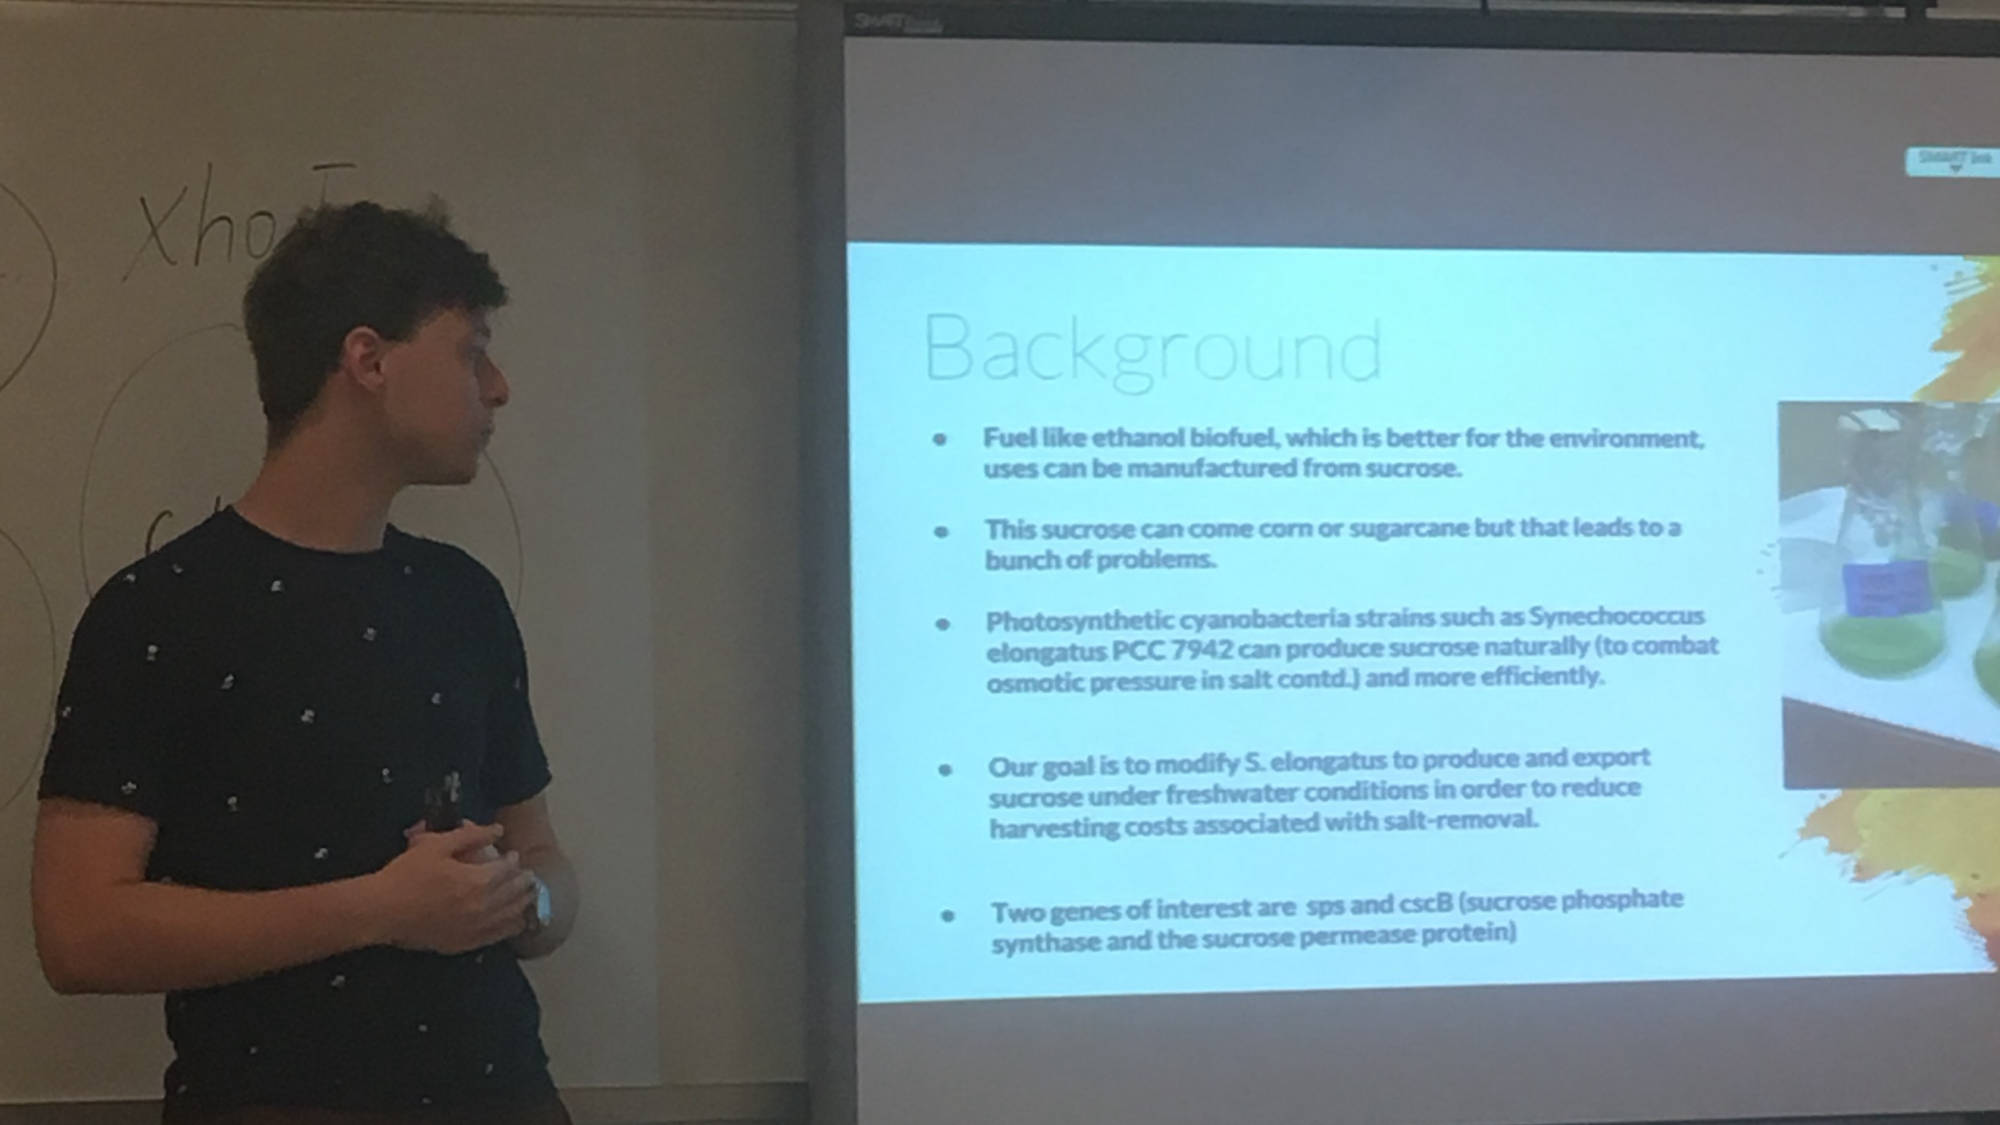 xho I
SMART
SMART Ink
Background
• Fuel like ethanol biofuel, which is better for the environment,
uses can be manufactured from sucrose.
• This sucrose can come corn or sugarcane but that leads to a
bunch of problems.
• Photosynthetic cyanobacteria strains such as Synechococcus
elongatus PCC 7942 can produce sucrose naturally (to combat
osmotic pressure in salt contd.) and more efficiently.
• Our goal is to modify S. elongatus to produce and export
sucrose under freshwater conditions in order to reduce
harvesting costs associated with salt-removal.
• Two genes of interest are sps and cscB (sucrose phosphate
synthase and the sucrose permease protein)